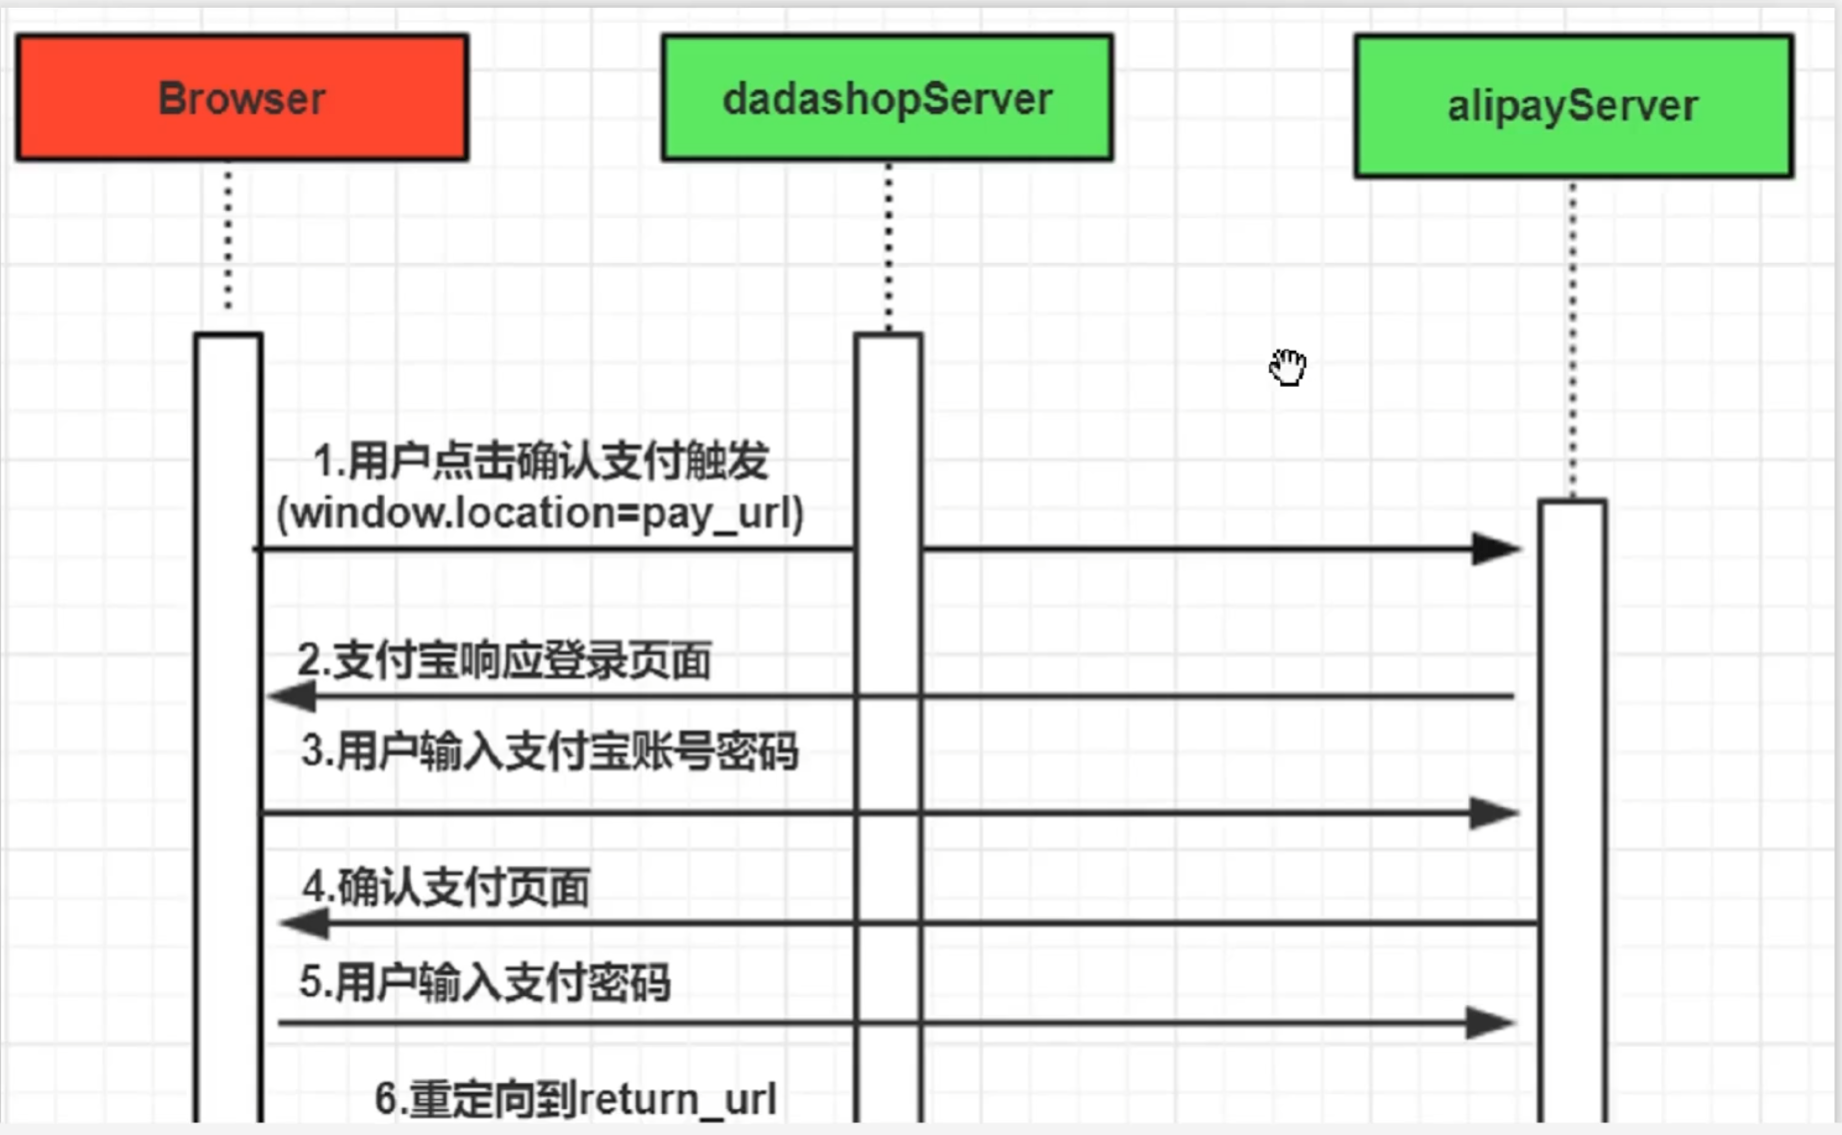 Browser
dadashopServer
alipayServer
1.用户点击确认支付触发
(window.location=pay_url)
2.支付宝响应登录页面
3.用户输入支付宝账号密码
4.确认支付页面
5.用户输入支付密码
6.重定向到return_url